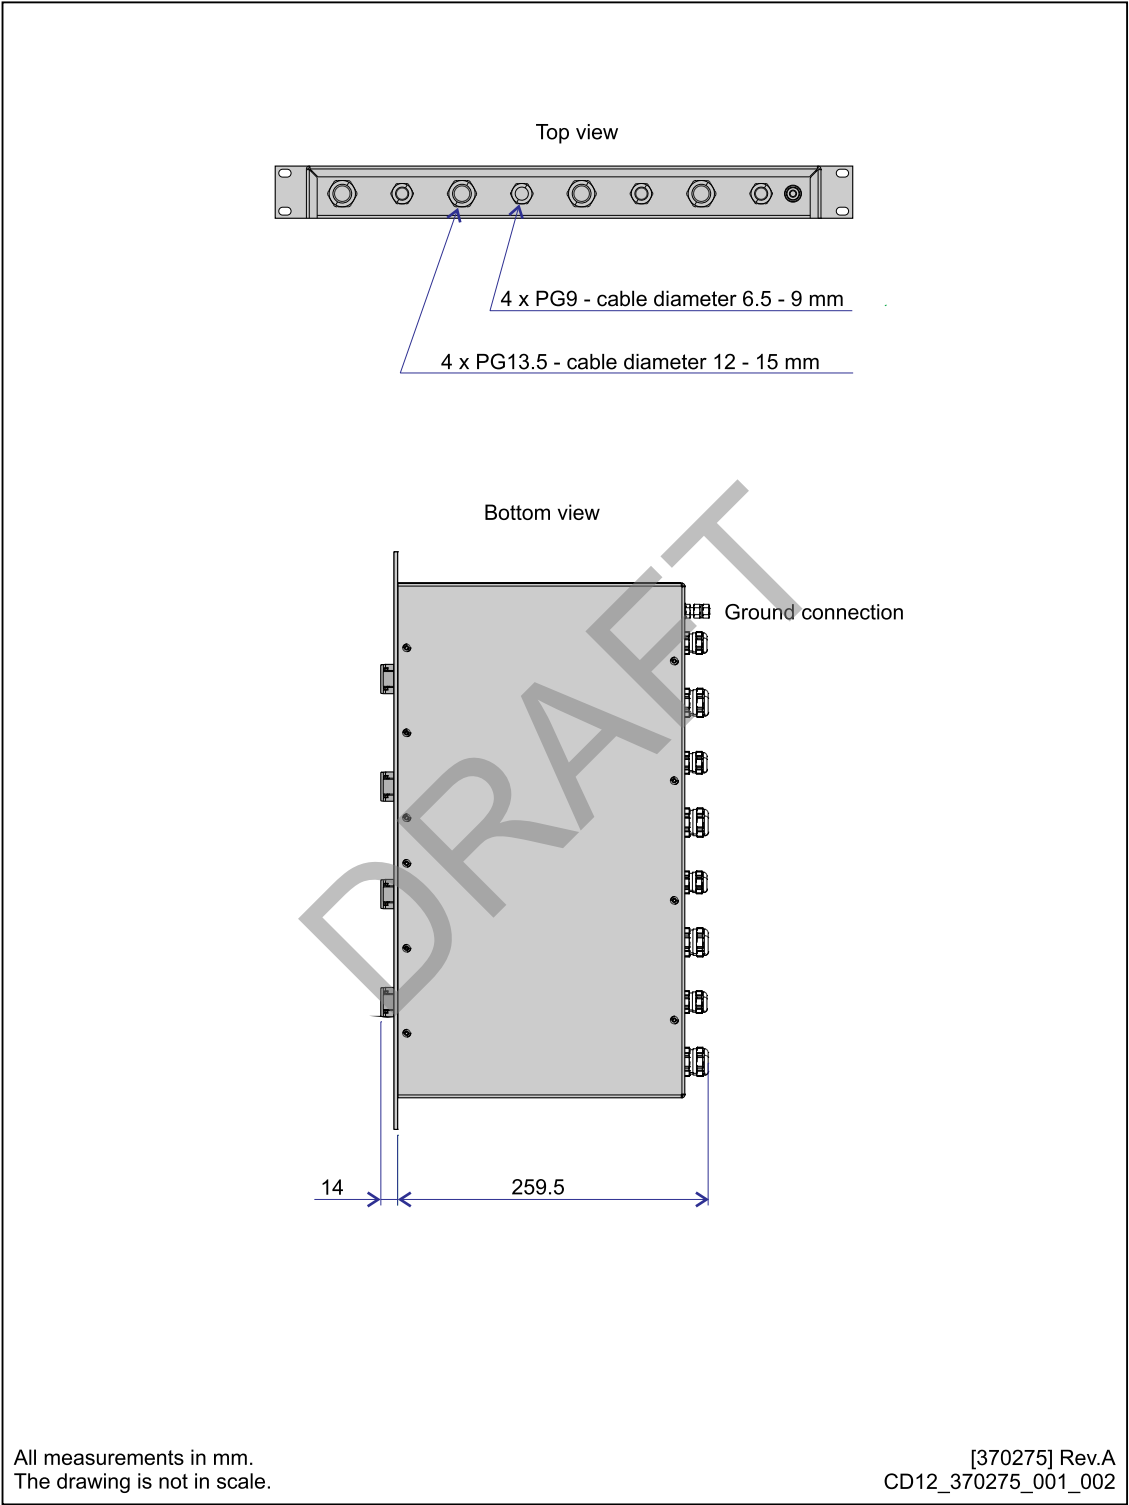 Top view
4 x PG9 - cable diameter 6.5 - 9 mm
4 x PG13.5 - cable diameter 12 - 15 mm
Bottom view
Ground connection
DRAFT
14
259.5
All measurements in mm.
The drawing is not in scale.
[370275] Rev.A
CD12_370275_001_002